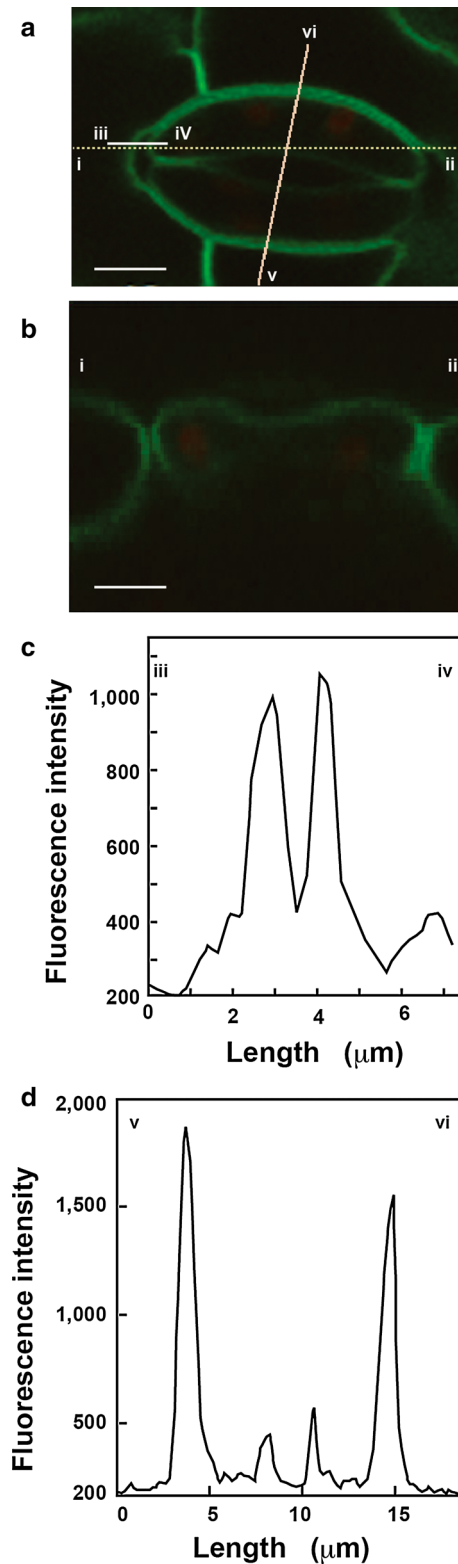 a
vi
iii iV
i ii
v
b
i ii
c
iii iv
1,000
800
600
400
200
0 2 4 6
Fluorescence intensity
Length (μm)
d
2,000
v vi
1,500
1,000
500
200
0 5 10 15
Fluorescence intensity
Length (μm)